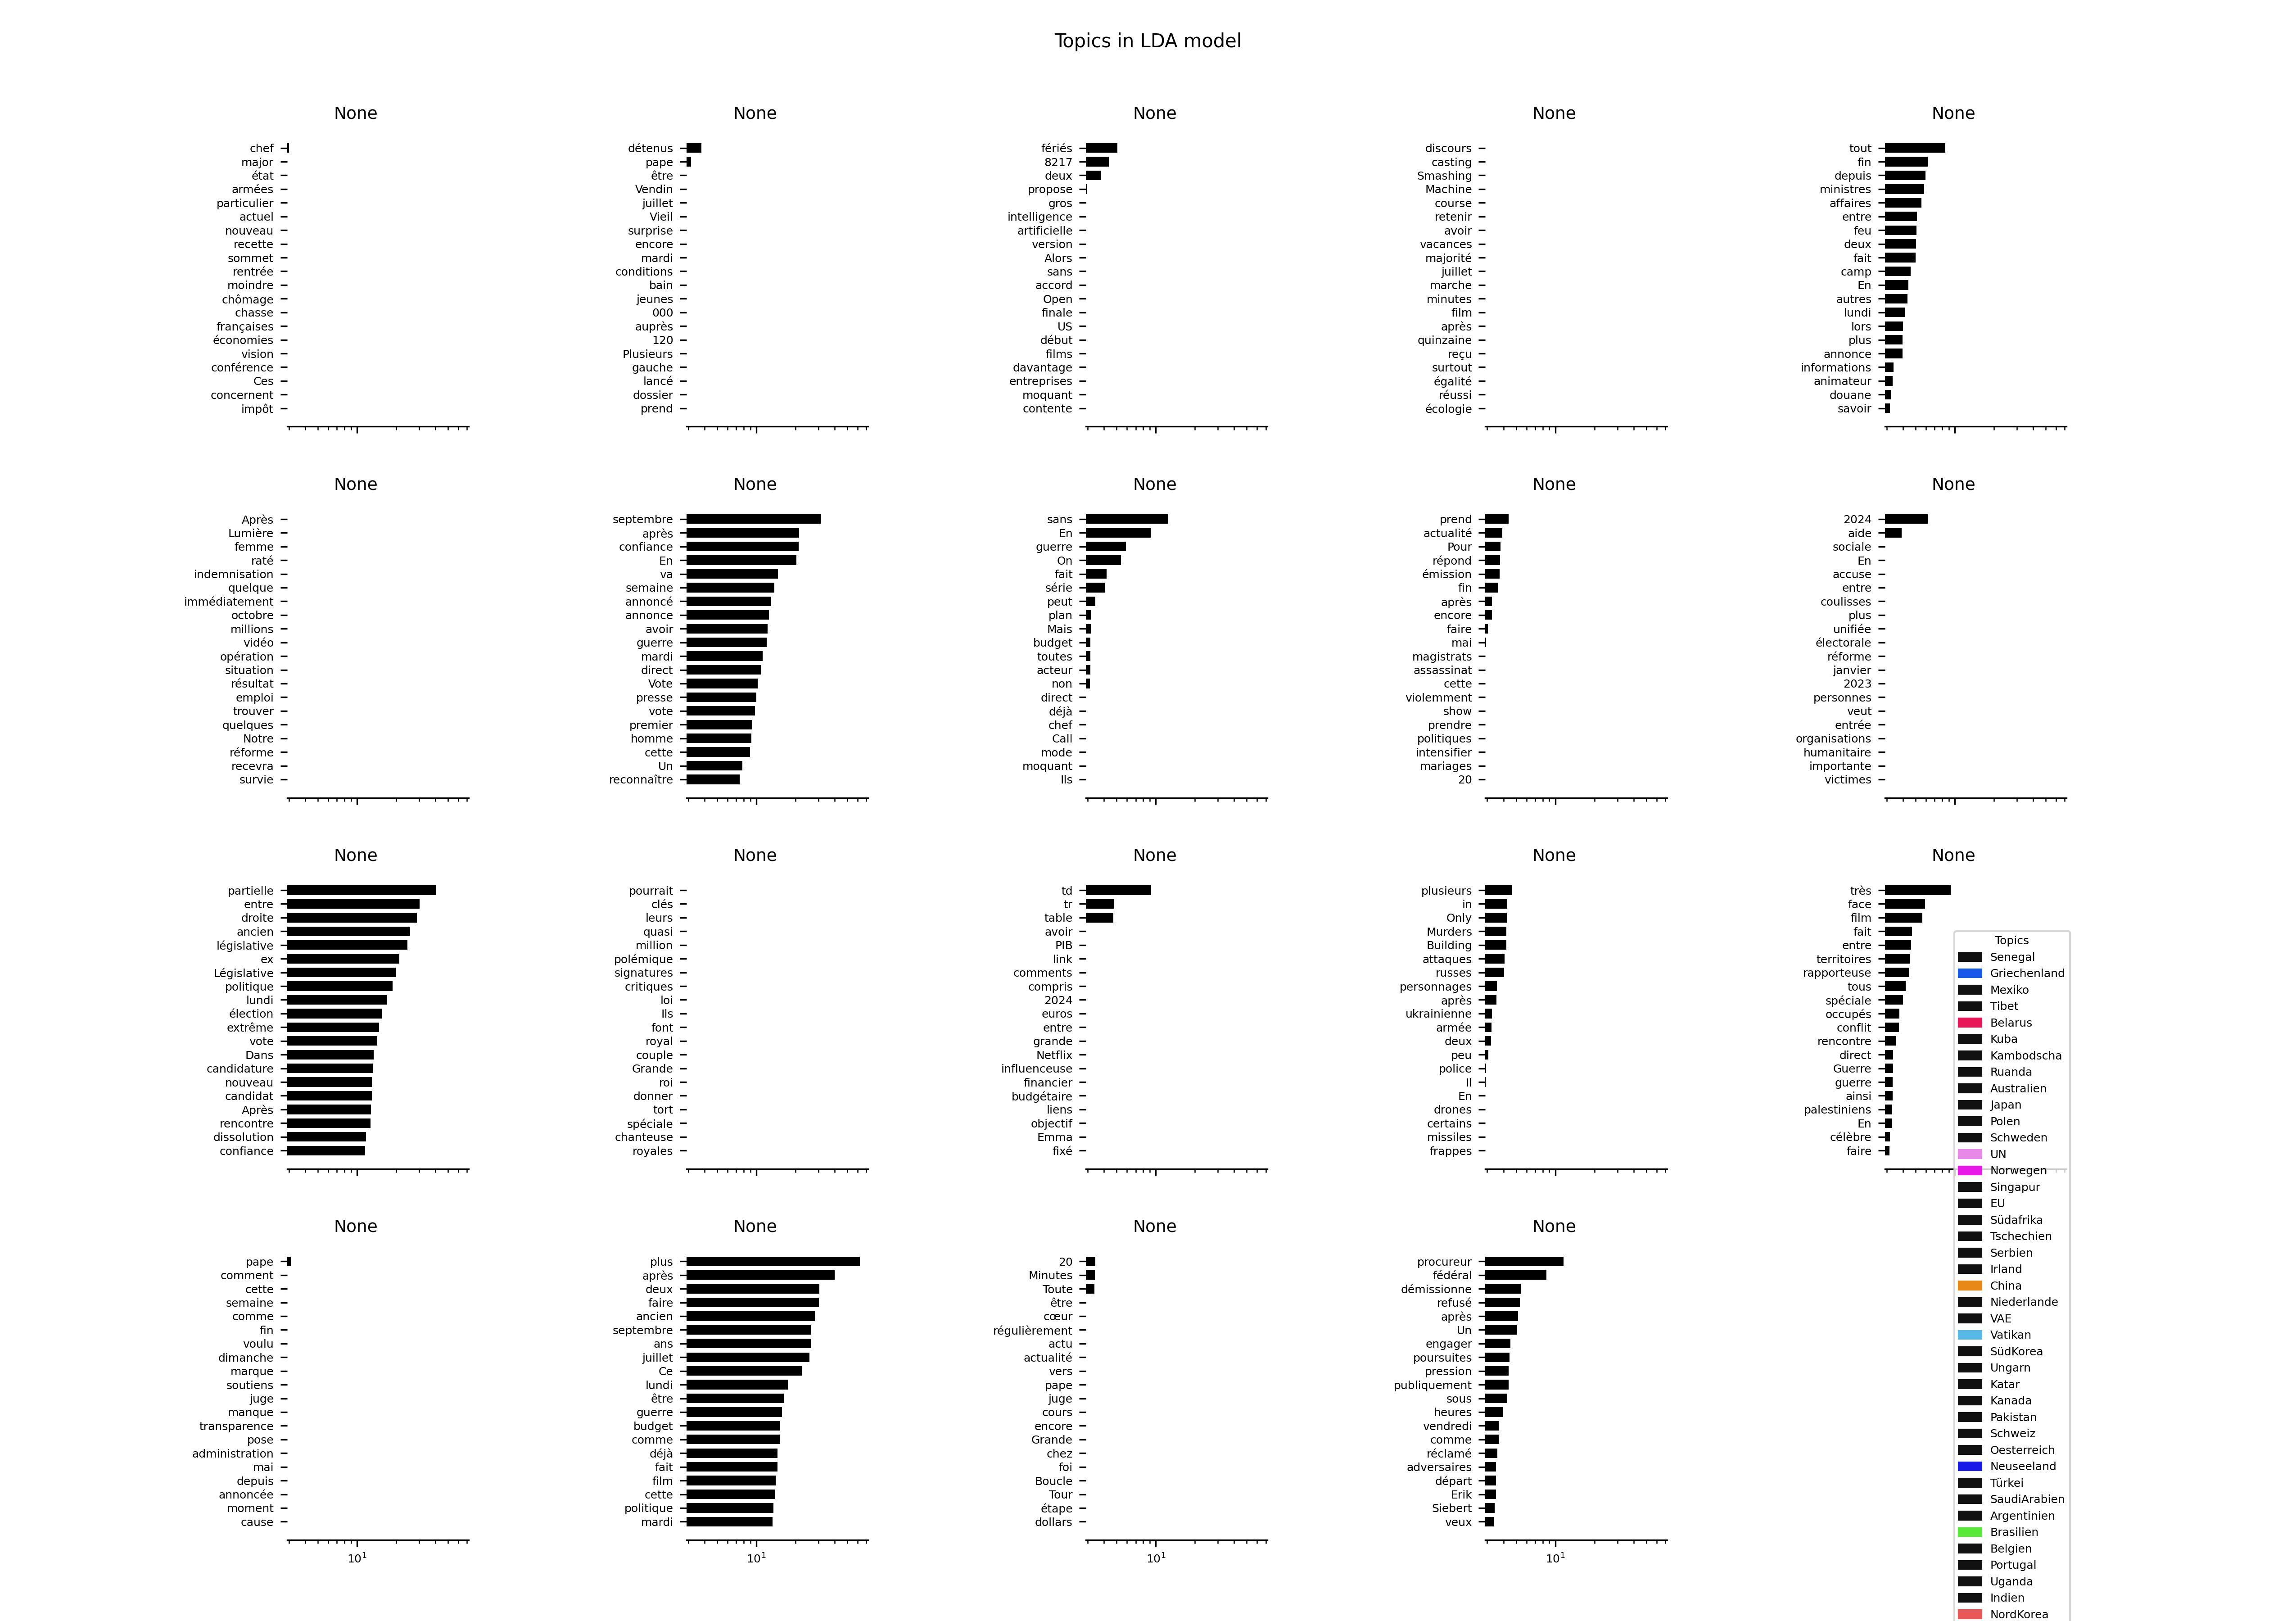 Topics in LDA model
None
chef
major
état
armées
particulier
actuel
nouveau
recette
sommet
rentrée
moindre
chômage
chasse
françaises
économies
vision
conférence
Ces
concernent
impôt
None
détenus
pape
être
Vendin
juillet
Vieil
surprise
encore
mardi
conditions
bain
jeunes
000
auprès
120
Plusieurs
gauche
lancé
dossier
prend
None
fériés
8217
deux
propose
gros
intelligence
artificielle
version
Alors
sans
accord
Open
finale
US
début
films
davantage
entreprises
moquant
contente
None
discours
casting
Smashing
Machine
course
retenir
avoir
vacances
majorité
juillet
marche
minutes
film
après
quinzaine
reçu
surtout
égalité
réussi
écologie
None
tout
fin
depuis
ministres
affaires
entre
feu
deux
fait
camp
En
autres
lundi
lors
plus
annonce
informations
animateur
douane
savoir
None
Après
Lumière
femme
raté
indemnisation
quelque
immédiatement
octobre
millions
vidéo
opération
situation
résultat
emploi
trouver
quelques
Notre
réforme
recevra
survie
None
septembre
après
confiance
En
va
semaine
annoncé
annonce
avoir
guerre
mardi
direct
Vote
presse
vote
premier
homme
cette
Un
reconnaître
None
sans
En
guerre
On
fait
série
peut
plan
Mais
budget
toutes
acteur
non
direct
déjà
chef
Call
mode
moquant
Ils
None
prend
actualité
Pour
répond
émission
fin
après
encore
faire
mai
magistrats
assassinat
cette
violemment
show
prendre
politiques
intensifier
mariages
20
None
2024
aide
sociale
En
accuse
entre
coulisses
plus
unifiée
électorale
réforme
janvier
2023
personnes
veut
entrée
organisations
humanitaire
importante
victimes
None
partielle
entre
droite
ancien
législative
ex
Législative
politique
lundi
élection
extrême
vote
Dans
candidature
nouveau
candidat
Après
rencontre
dissolution
confiance
None
pourrait
clés
leurs
quasi
million
polémique
signatures
critiques
loi
Ils
font
royal
couple
Grande
roi
donner
tort
spéciale
chanteuse
royales
None
td
tr
table
avoir
PIB
link
comments
compris
2024
euros
entre
grande
Netflix
influenceuse
financier
budgétaire
liens
objectif
Emma
fixé
None
plusieurs
in
Only
Murders
Building
attaques
russes
personnages
après
ukrainienne
armée
deux
peu
police
Il
En
drones
certains
missiles
frappes
None
très
face
film
fait
entre
territoires
rapporteuse
tous
spéciale
occupés
conflit
rencontre
direct
Guerre
guerre
ainsi
palestiniens
En
célèbre
faire
None
pape
comment
cette
semaine
comme
fin
voulu
dimanche
marque
soutiens
juge
manque
transparence
pose
administration
mai
depuis
annoncée
moment
cause
10¹
None
plus
après
deux
faire
ancien
septembre
ans
juillet
Ce
lundi
être
guerre
budget
comme
déjà
fait
film
cette
politique
mardi
10¹
None
20
Minutes
Toute
être
cœur
régulièrement
actu
actualité
vers
pape
juge
cours
encore
Grande
chez
foi
Boucle
Tour
étape
dollars
10¹
None
procureur
fédéral
démissionne
refusé
après
Un
engager
poursuites
pression
publiquement
sous
heures
vendredi
comme
réclamé
adversaires
départ
Erik
Siebert
veux
10¹
Topics
Senegal
Griechenland
Mexiko
Tibet
Belarus
Kuba
Kambodscha
Ruanda
Australien
Japan
Polen
Schweden
UN
Norwegen
Singapur
EU
Südafrika
Tschechien
Serbien
Irland
China
Niederlande
VAE
Vatikan
SüdKorea
Ungarn
Katar
Kanada
Pakistan
Schweiz
Oesterreich
Neuseeland
Türkei
SaudiArabien
Argentinien
Brasilien
Belgien
Portugal
Uganda
Indien
NordKorea